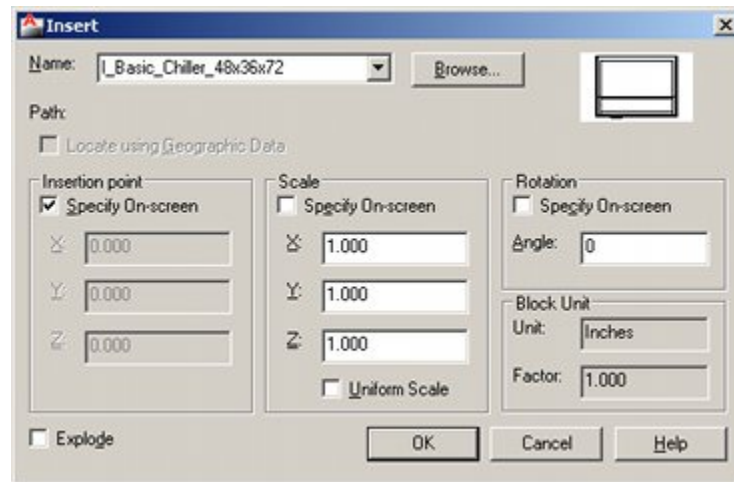 Insert
Name: I_Basic_Chiller_48x36x72 Browse...
Path:
Locate using Geographic Data
Insertion point
Specify On-screen
X: 0.000
Y: 0.000
Z: 0.000
Scale
Specify On-screen
X: 1.000
Y: 1.000
Z: 1.000
Uniform Scale
Rotation
Specify On-screen
Angle: 0
Block Unit
Unit: Inches
Factor: 1.000
Explode
OK Cancel Help